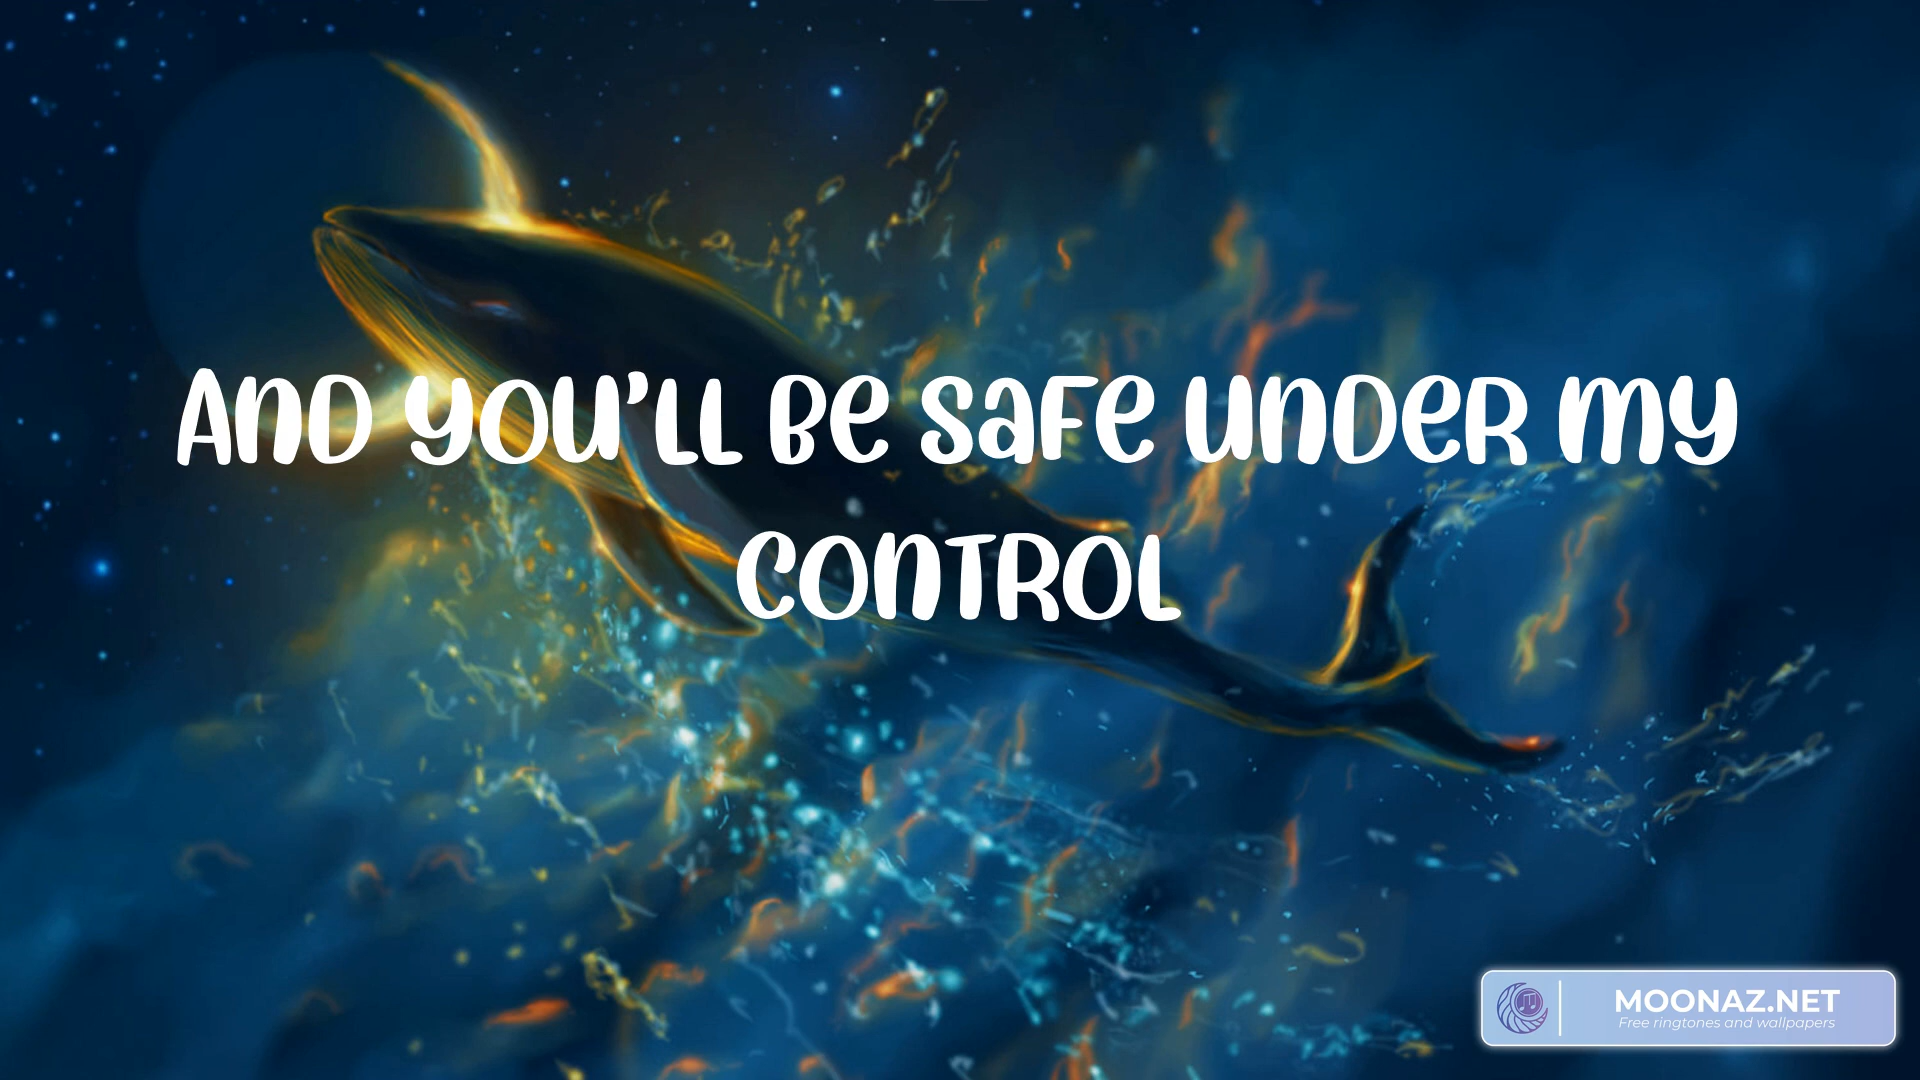 AND YOU'LL BE SAFE UNDER MY
CONTROL
MOONAZ.NET
Free ringtones and wallpapers